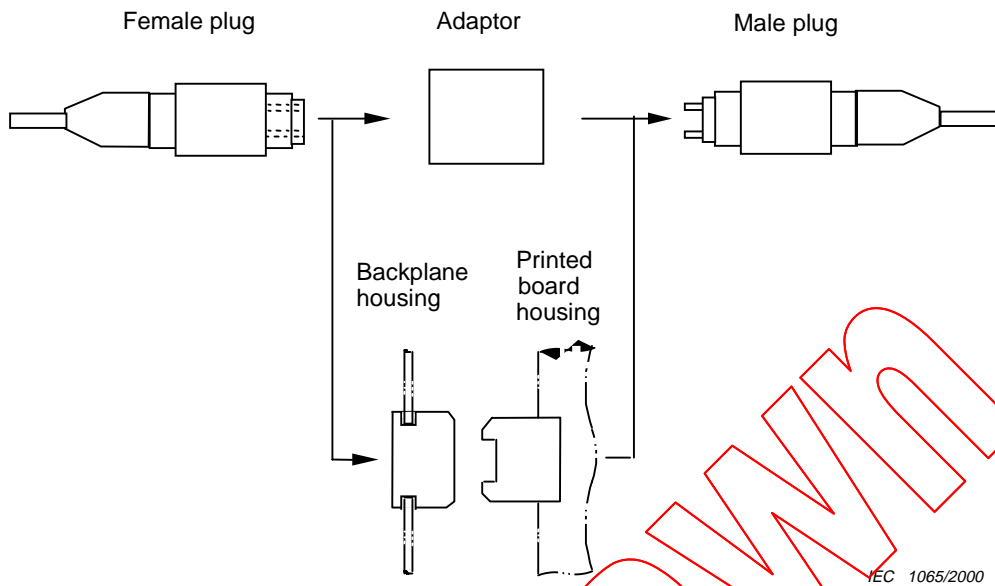 Female plug
Adaptor
Male plug
Backplane
housing
Printed
board
housing
IEC 1065/2000